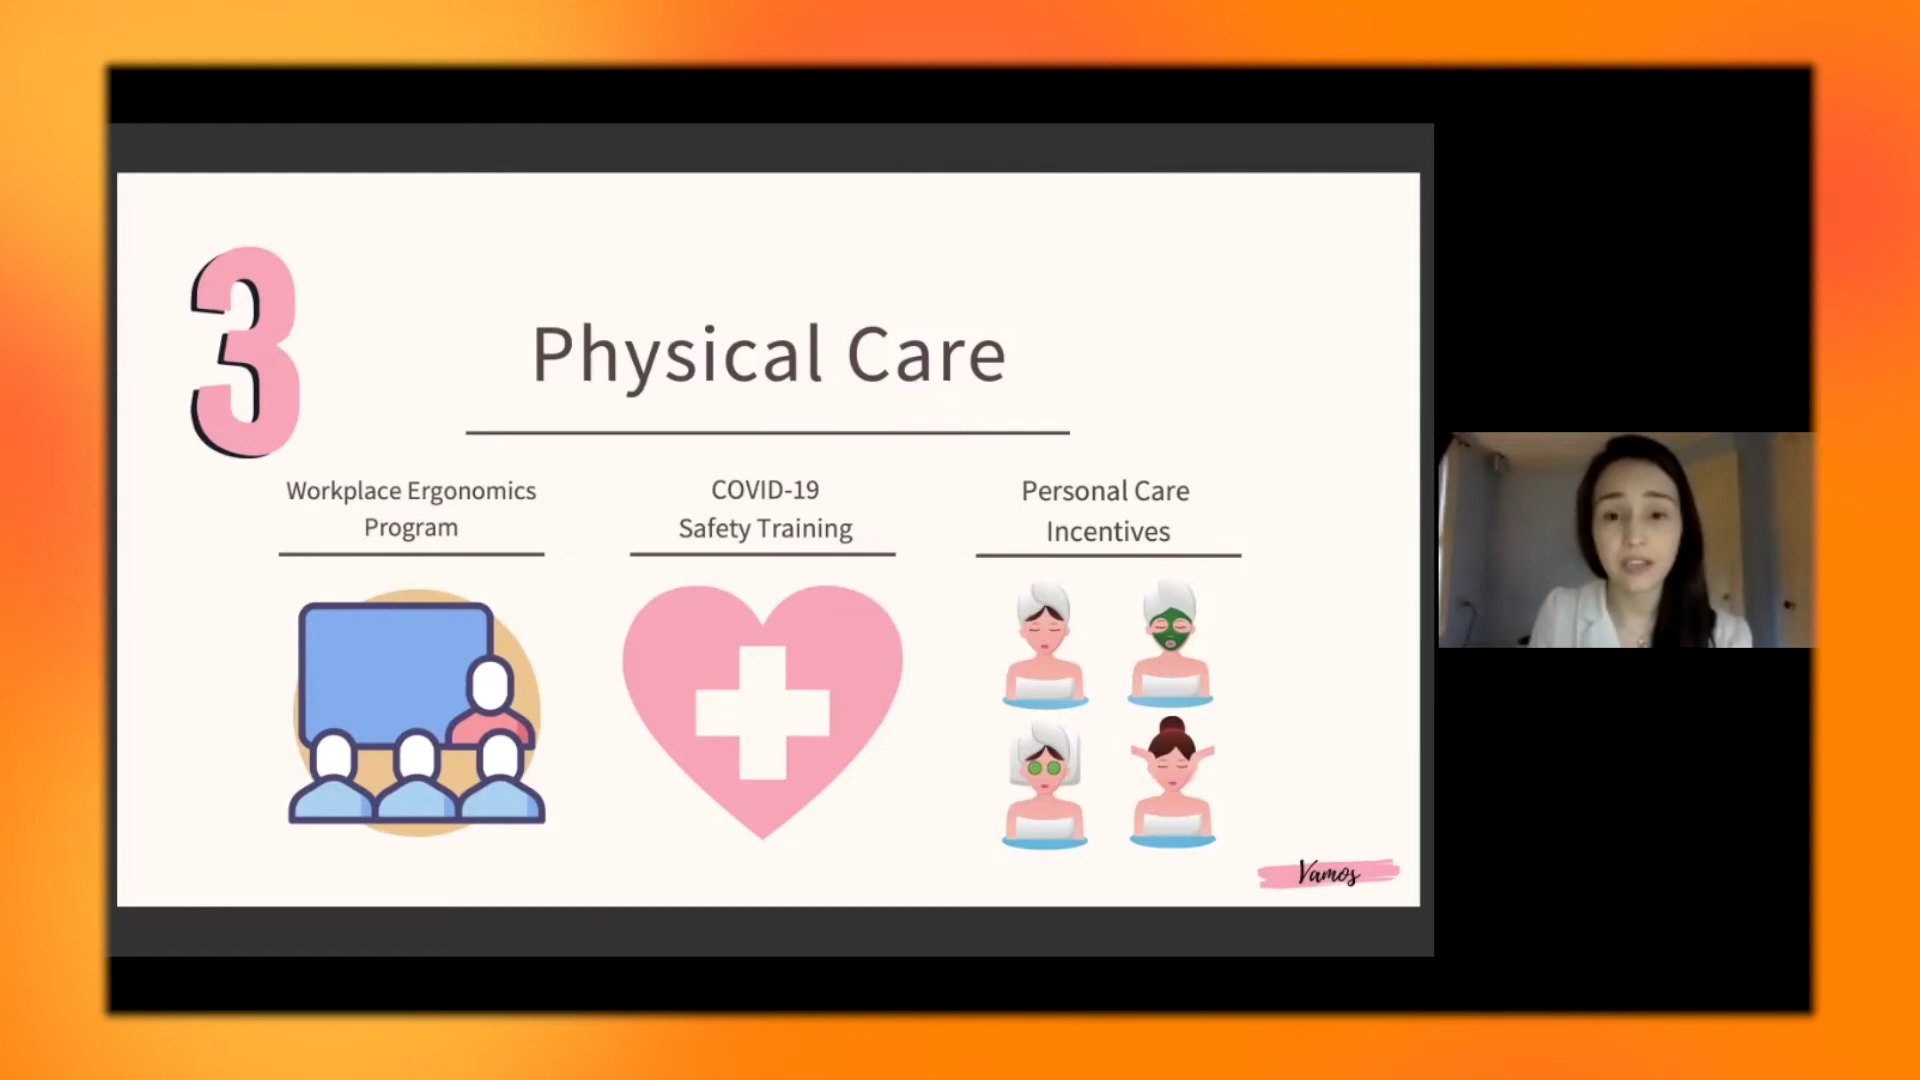 3
Physical Care
Workplace Ergonomics
Program
COVID-19
Safety Training
Personal Care
Incentives
Vamos